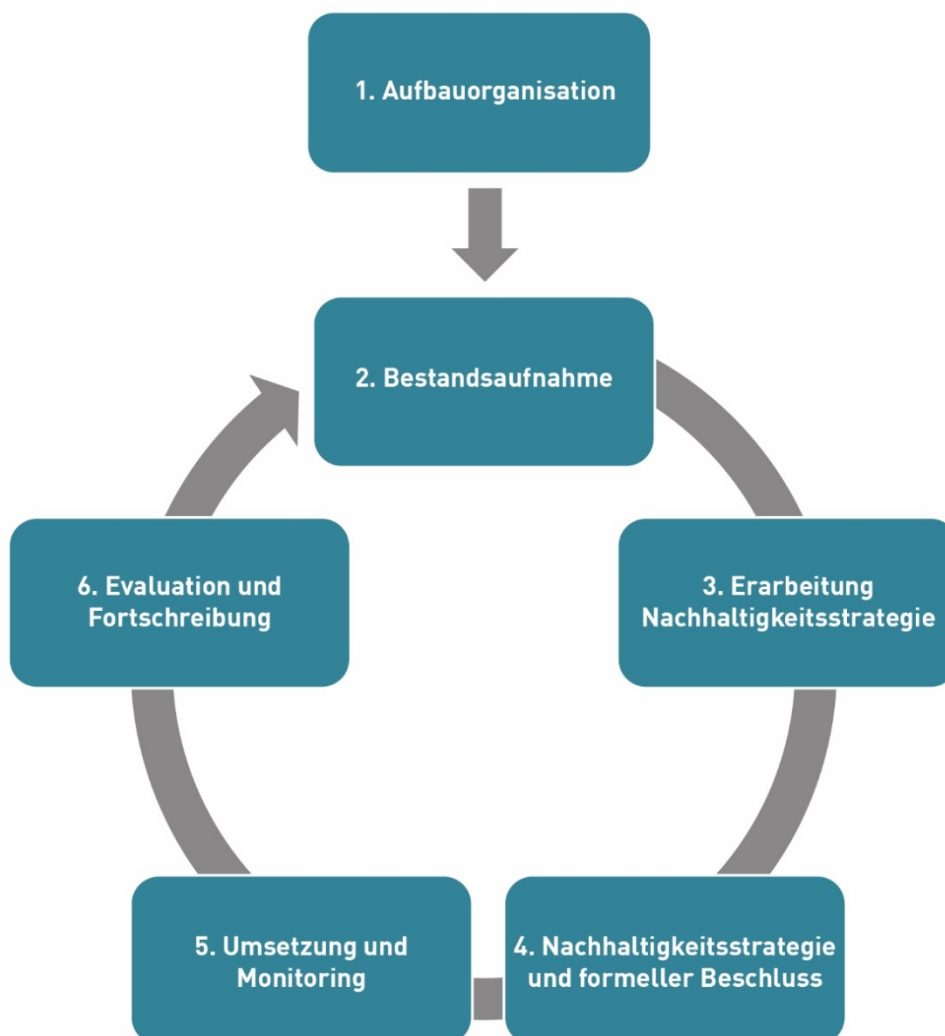 1. Aufbauorganisation
2. Bestandsaufnahme
3. Erarbeitung
Nachhaltigkeitsstrategie
4. Nachhaltigkeitsstrategie
und formeller Beschluss
5. Umsetzung und
Monitoring
6. Evaluation und
Fortschreibung